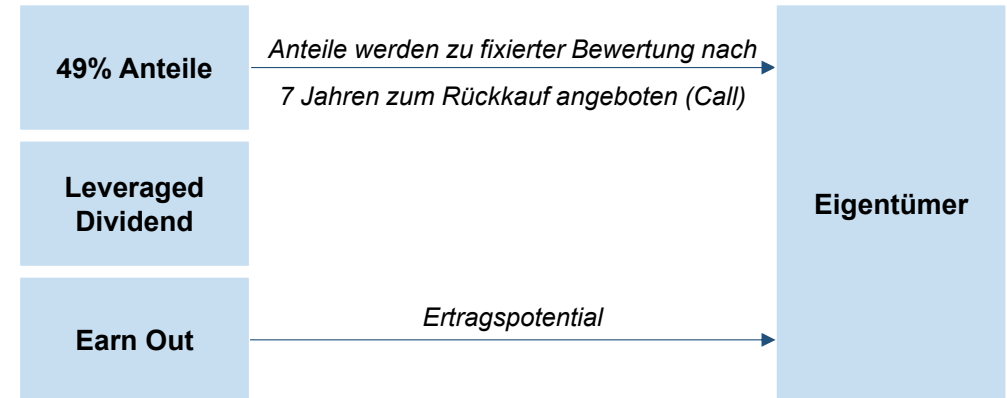 49% Anteile
Anteile werden zu fixierter Bewertung nach
7 Jahren zum Rückkauf angeboten (Call)
Leveraged
Dividend
Eigentümer
Earn Out
Ertragspotential